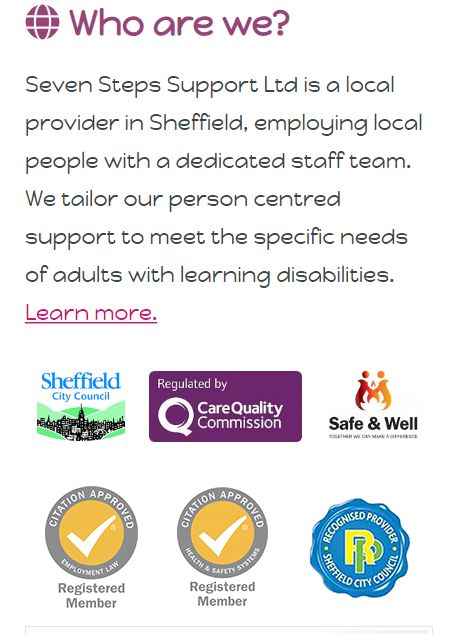 Who are we?
Seven Steps Support Ltd is a local
provider in Sheffield, employing local
people with a dedicated staff team.
We tailor our person centred
support to meet the specific needs
of adults with learning disabilities.
Learn more.
Sheffield
City Council
Regulated by
CareQuality
Commission
Safe & Well
TOGETHER WE CAN MAKE A DIFFERENCE
CITATION APPROVED
EMPLOYMENT LAW
Registered
Member
CITATION APPROVED
HEALTH & SAFETY SYSTEMS
Registered
Member
RECOGNISED PROVIDER
RP
SHEFFIELD CITY COUNCIL